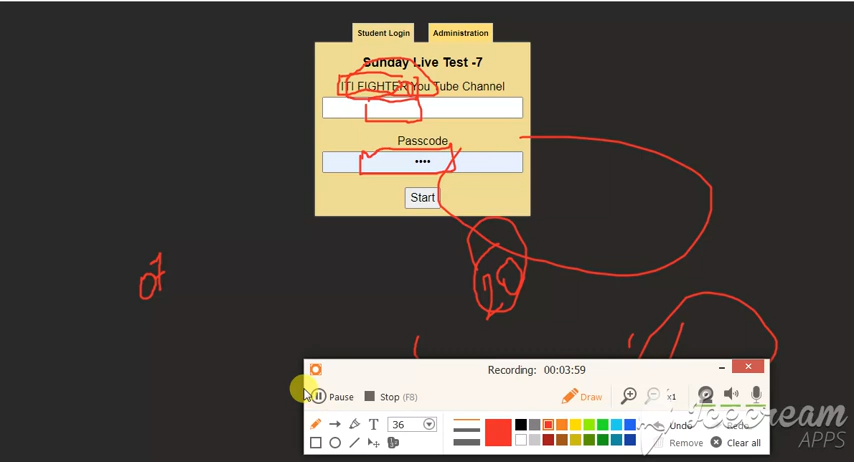 Student Login Administration
Sunday Live Test -7
ITI FIGHTER You Tube Channel
Passcode
••••
Start
Recording: 00:03:59
Pause Stop (F8) Draw x1
T 36 Undo Redo
Remove Clear all
Icecream
APPS